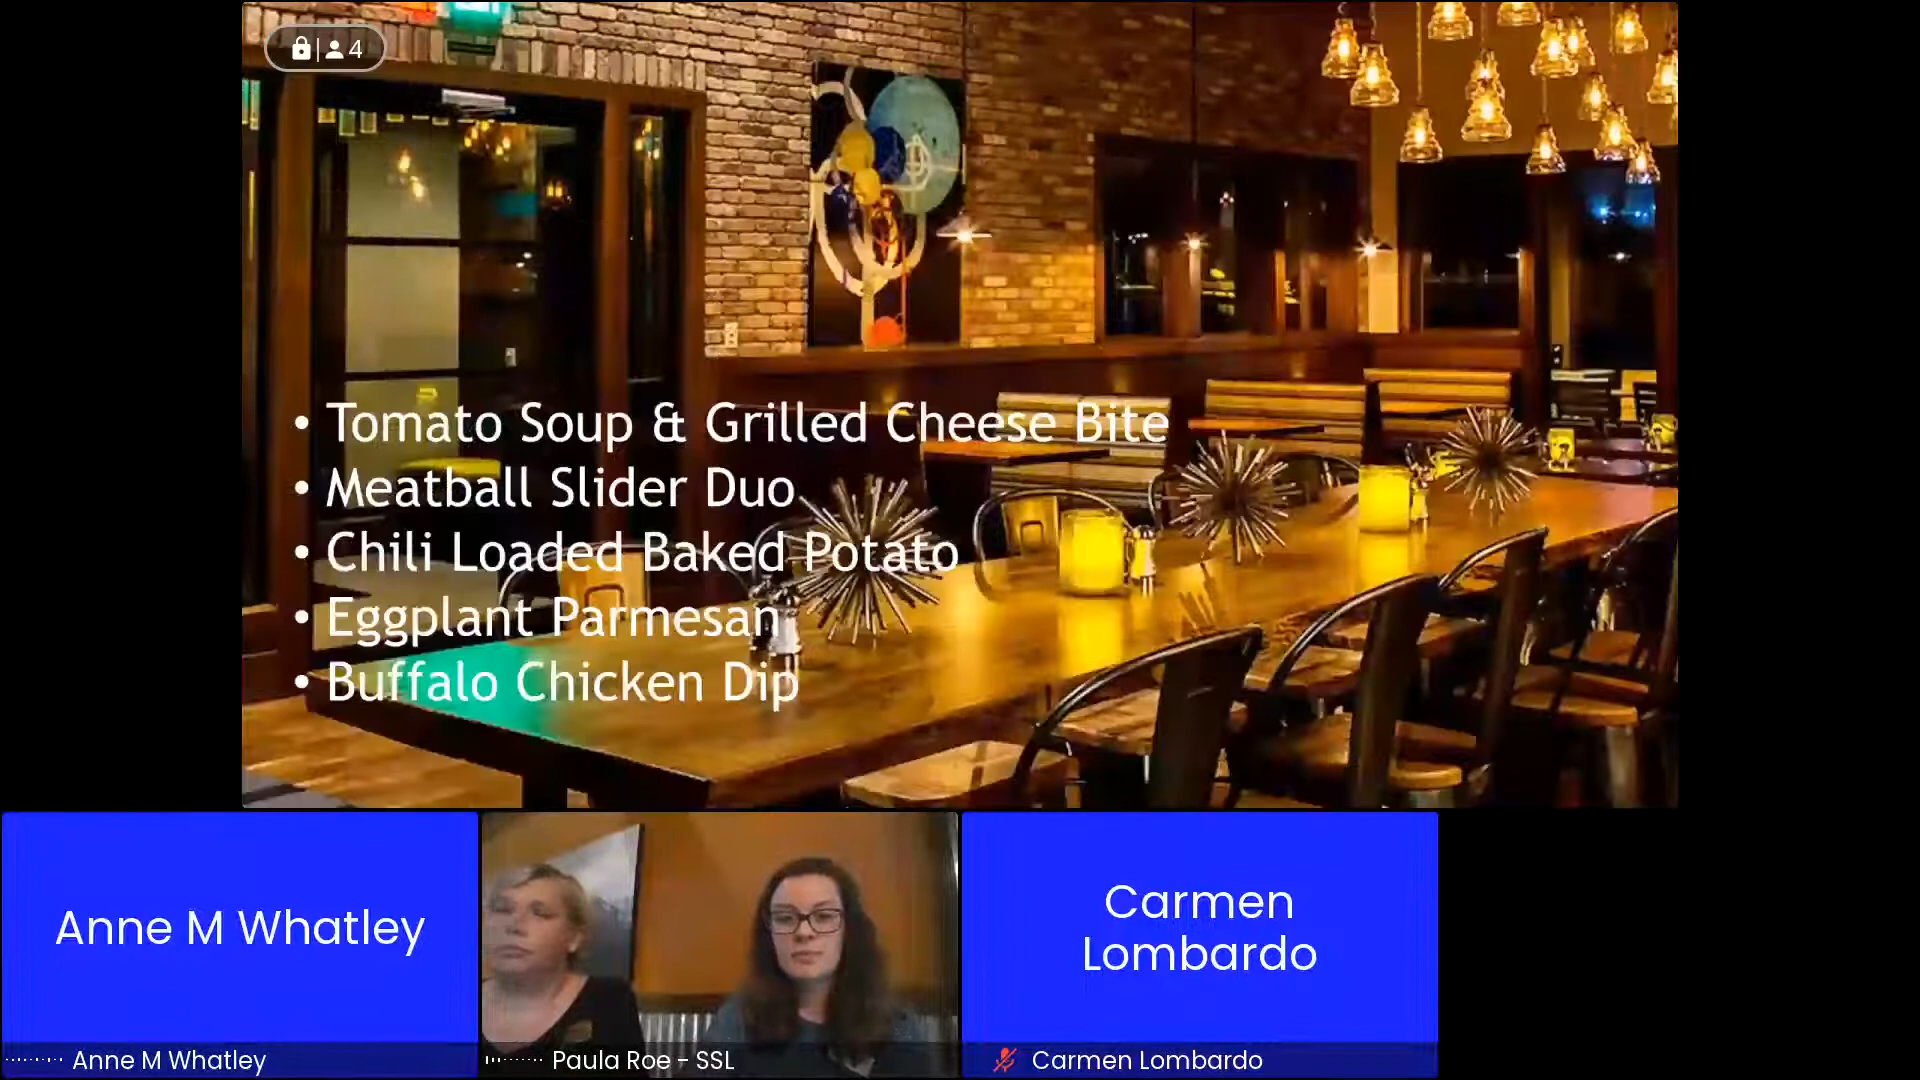 4
• Tomato Soup & Grilled Cheese Bite
• Meatball Slider Duo
• Chili Loaded Baked Potato
• Eggplant Parmesan
• Buffalo Chicken Dip
Anne M Whatley
Carmen
Lombardo
Anne M Whatley
Paula Roe - SSL
Carmen Lombardo